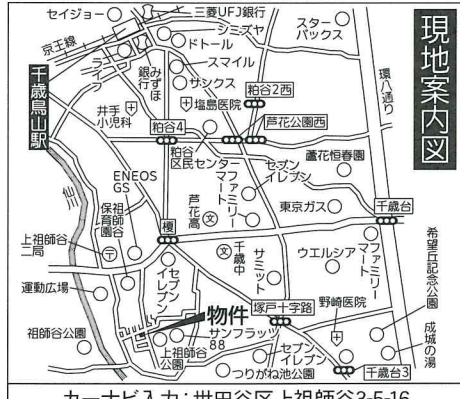 現地案内図
千歳烏山駅
セイジョー
三菱UFJ銀行
シミズヤ
ドトール
スマイル
サンクス
スターバックス
京王線
ライフ
みずほ銀行
井手小児科
塩島医院
粕谷2西
環八通り
粕谷4
芦花公園西
粕谷区民センター
蘆花恒春園
セブンイレブン
ファミリーマート
東京ガス
千歳台
仙川
ENEOS GS
祖師谷保育園
芦花高
文
榎
文
千歳中
上祖師谷二局
〒
セブンイレブン
サミット
ウエルシア
ファミリーマート
希望丘記念公園
運動広場
物件
塚戸十字路
野崎医院
成城の湯
祖師谷公園
サンフラッツ88
上祖師谷公園
セブンイレブン
つりがね池公園
千歳台3
カーナビ入力：世田谷区上祖師谷3-5-16